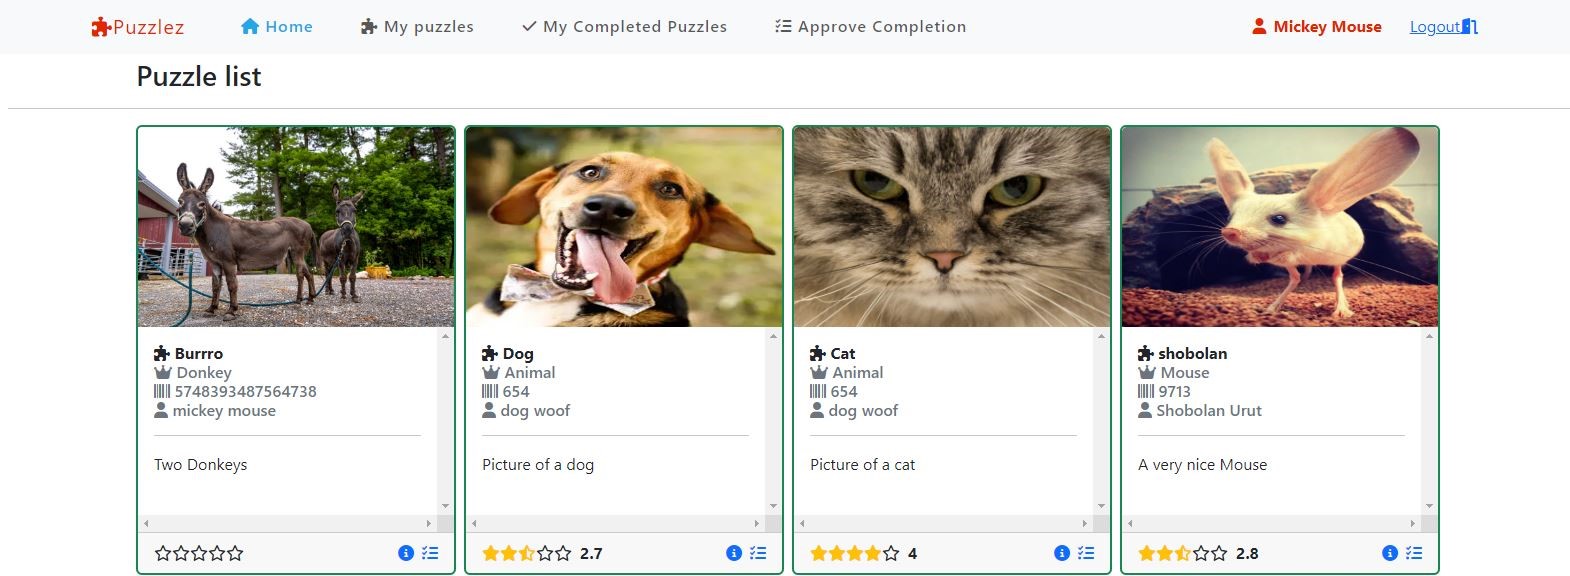 Puzzlez Home My puzzles My Completed Puzzles Approve Completion Mickey Mouse Logout
Puzzle list
Burrro
Donkey
5748393487564738
mickey mouse
Two Donkeys
Dog
Animal
654
dog woof
Picture of a dog
2.7
Cat
Animal
654
dog woof
Picture of a cat
4
shobolan
Mouse
9713
Shobolan Urut
A very nice Mouse
2.8